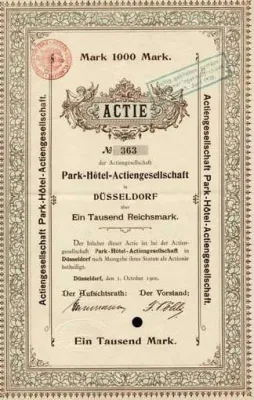 Mark 1000 Mark.
ACTIE
№ 363
der Actiengesellschaft
Park-Hôtel-Actiengesellschaft
in
DÜSSELDORF
über
Ein Tausend Reichsmark.
Der Inhaber dieser Actie ist bei der Actien-
gesellschaft Park-Hôtel-Actiengesellschaft in
Düsseldorf nach Massgabe ihres Statuts als Actionär
betheiligt.
Düsseldorf, den 1. October 1900.
Der Aufsichtsrath: Der Vorstand:
Ein Tausend Mark.
Actiengesellschaft Park-Hôtel-Actiengesellschaft.
Actiengesellschaft Park-Hôtel-Actiengesellschaft.